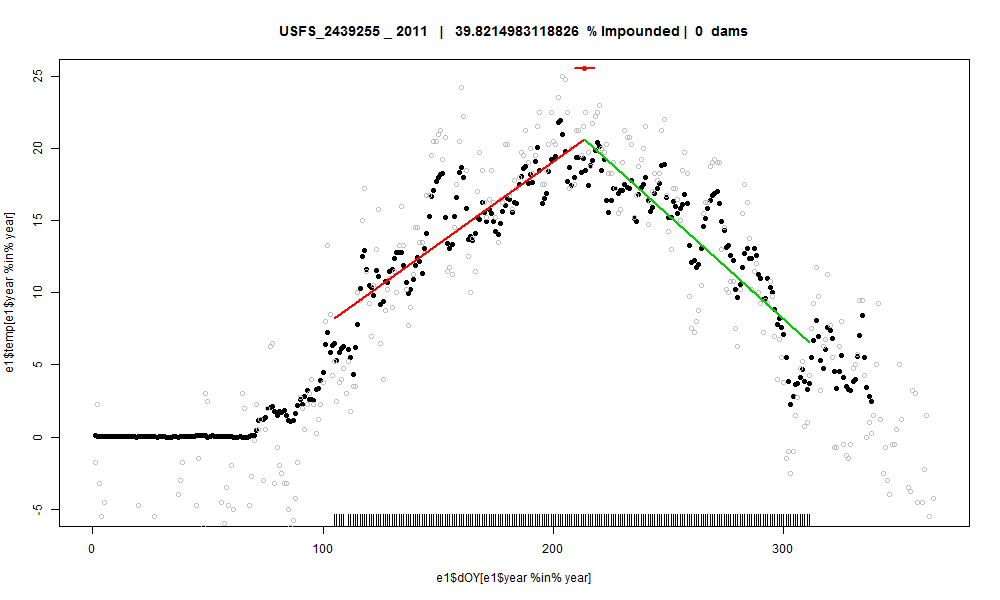 USFS_2439255 _ 2011 | 39.8214983118826 % Impounded | 0 dams
25
20
15
10
5
0
-5
e1$temp[e1$year %in% year]
0 100 200 300
e1$dOY[e1$year %in% year]